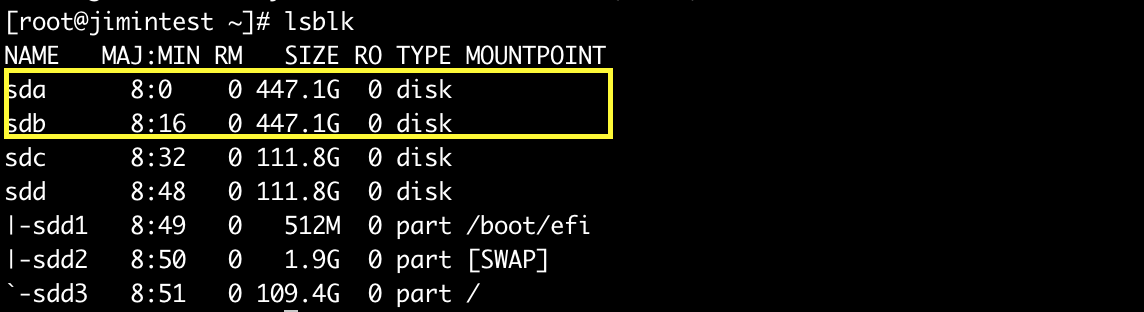 [root@jimintest ~]# lsblk
NAME   MAJ:MIN RM   SIZE RO TYPE MOUNTPOINT
sda      8:0    0 447.1G  0 disk
sdb      8:16   0 447.1G  0 disk
sdc      8:32   0 111.8G  0 disk
sdd      8:48   0 111.8G  0 disk
|-sdd1   8:49   0   512M  0 part /boot/efi
|-sdd2   8:50   0   1.9G  0 part [SWAP]
`-sdd3   8:51   0 109.4G  0 part /